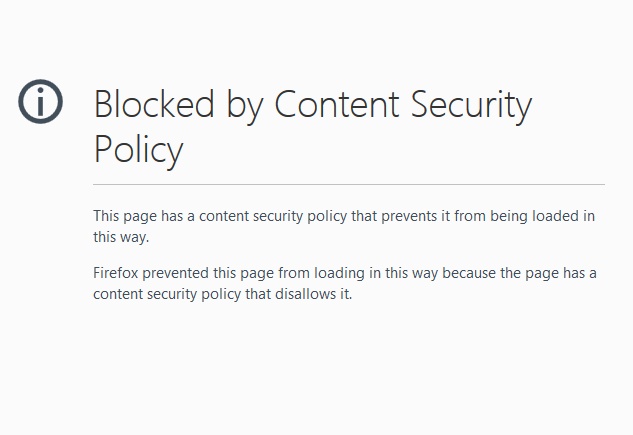 Blocked by Content Security
Policy
This page has a content security policy that prevents it from being loaded in
this way.
Firefox prevented this page from loading in this way because the page has a
content security policy that disallows it.